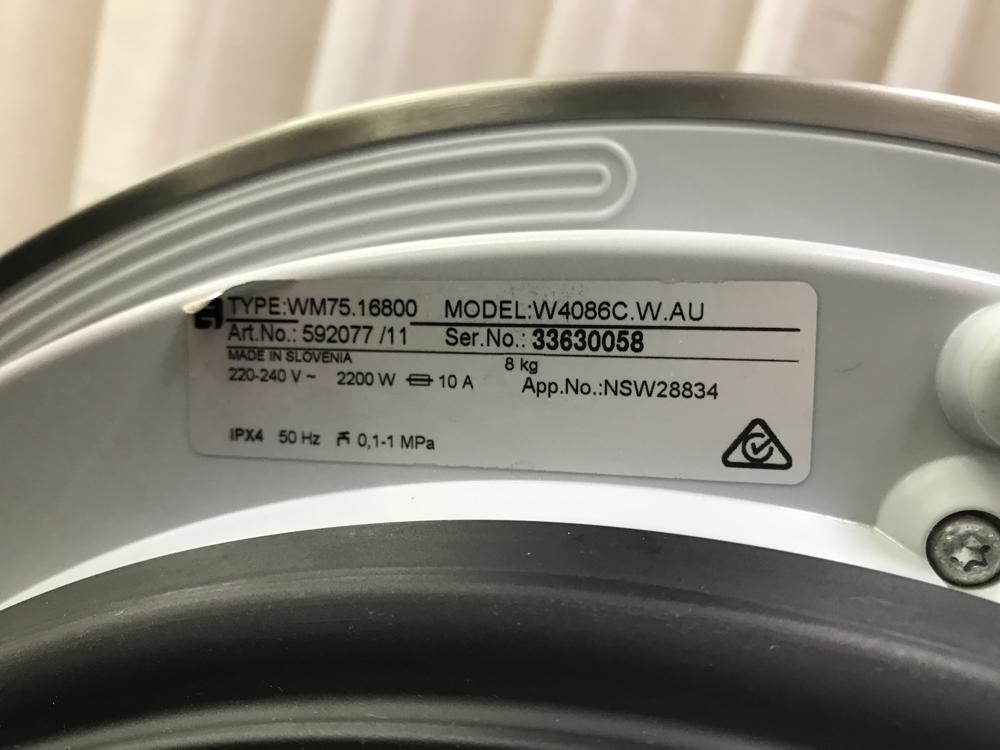 TYPE:WM75.16800 MODEL:W4086C.W.AU
Art.No.: 592077 /11 Ser.No.: 33630058
MADE IN SLOVENIA
8 kg
220-240 V ~ 2200 W 10 A App.No.:NSW28834
IPX4 50 Hz 0,1-1 MPa